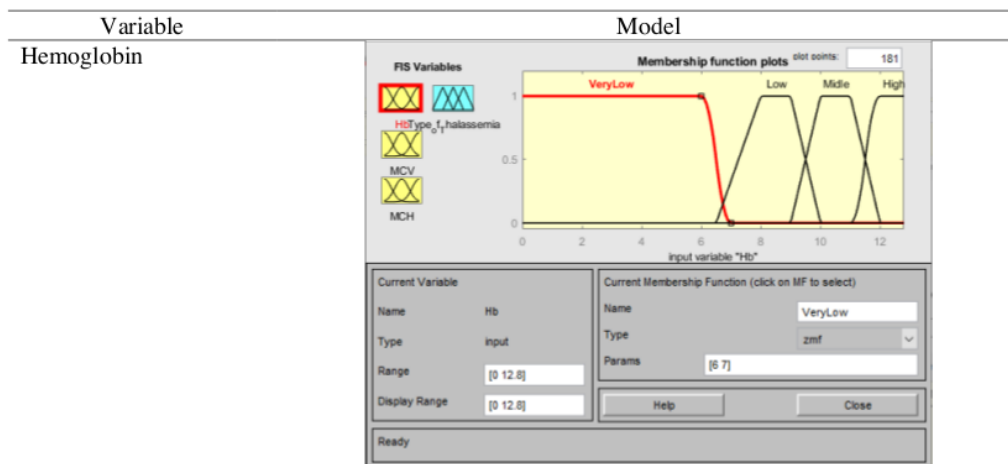 Variable Model
Hemoglobin
FIS Variables
Membership function plots plot points: 181
VeryLow Low Midle High
1
0.5
0
0 2 4 6 8 10 12
input variable "Hb"
Hb
Type_of_Thalassemia
MCV
MCH
Current Variable
Name Hb
Type input
Range [0 12.8]
Display Range [0 12.8]
Current Membership Function (click on MF to select)
Name VeryLow
Type zmf
Params [6 7]
Help Close
Ready